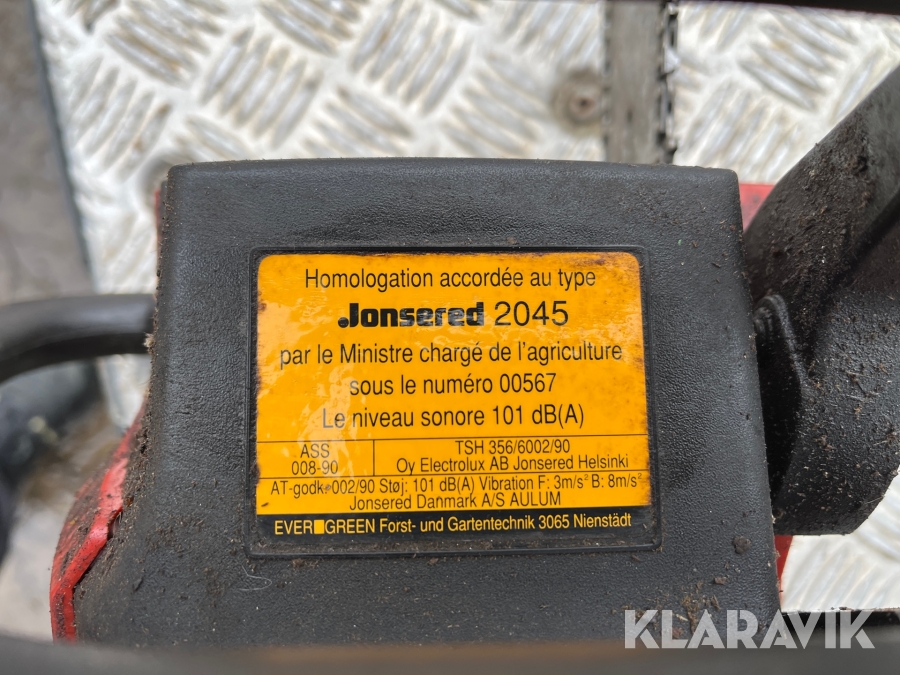 Homologation accordée au type
Jonsered 2045
par le Ministre chargé de l'agriculture
sous le numéro 00567
Le niveau sonore 101 dB(A)
ASS
008-90
TSH 356/6002/90
Oy Electrolux AB Jonsered Helsinki
AT-godk. 002/90 Støj: 101 dB(A) Vibration F: 3m/s² B: 8m/s²
Jonsered Danmark A/S AULUM
EVER GREEN Forst- und Gartentechnik 3065 Nienstädt
KLARAVIK